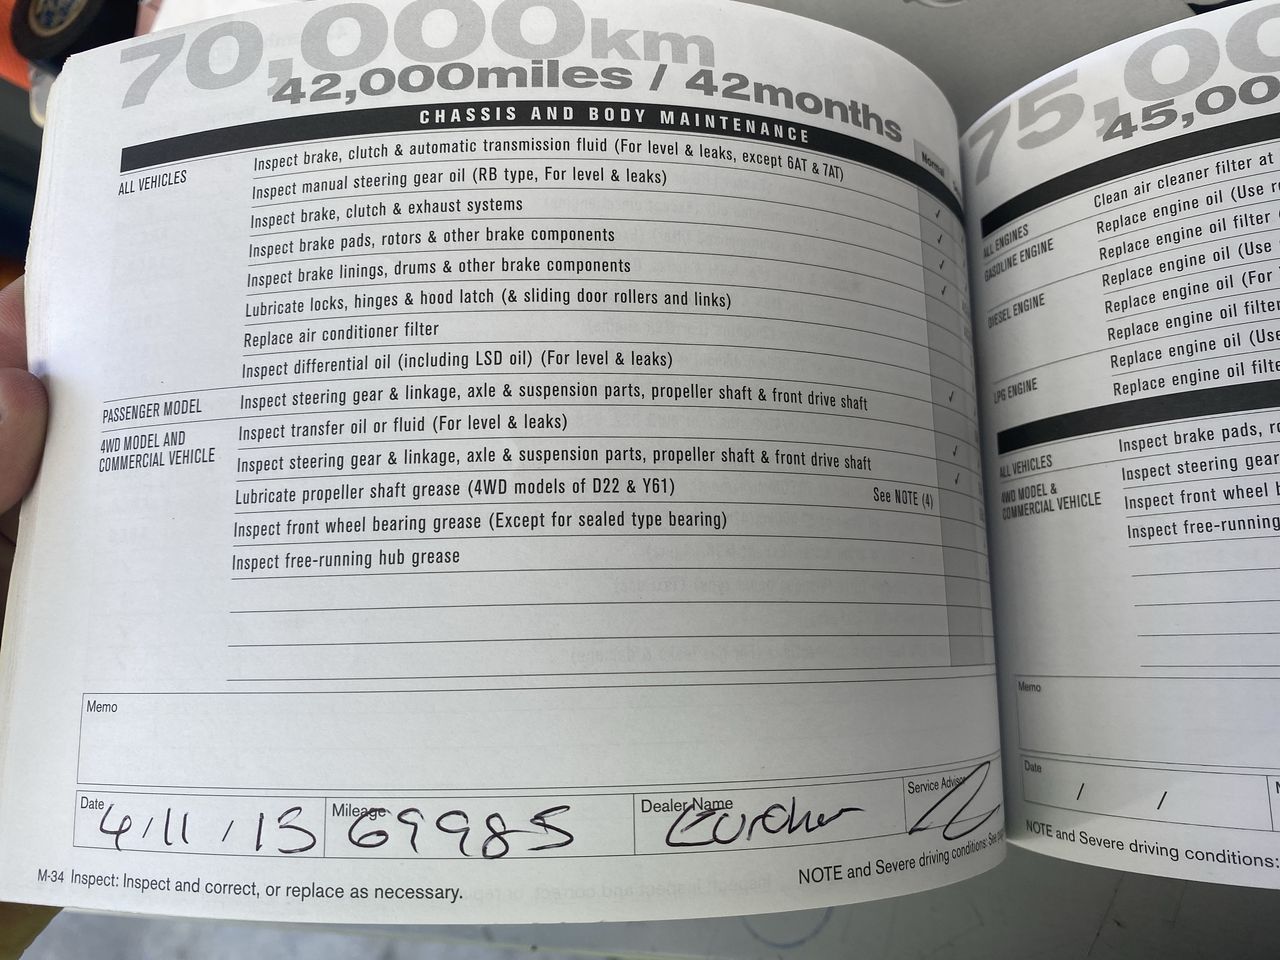 70,000km
42,000miles / 42months
CHASSIS AND BODY MAINTENANCE
Normal
ALL VEHICLES
Inspect brake, clutch & automatic transmission fluid (For level & leaks, except 6AT & 7AT)
Inspect manual steering gear oil (RB type, For level & leaks)
Inspect brake, clutch & exhaust systems
Inspect brake pads, rotors & other brake components
Inspect brake linings, drums & other brake components
Lubricate locks, hinges & hood latch (& sliding door rollers and links)
Replace air conditioner filter
Inspect differential oil (including LSD oil) (For level & leaks)
PASSENGER MODEL
Inspect steering gear & linkage, axle & suspension parts, propeller shaft & front drive shaft
4WD MODEL AND
COMMERCIAL VEHICLE
Inspect transfer oil or fluid (For level & leaks)
Inspect steering gear & linkage, axle & suspension parts, propeller shaft & front drive shaft
Lubricate propeller shaft grease (4WD models of D22 & Y61) See NOTE (4)
Inspect front wheel bearing grease (Except for sealed type bearing)
Inspect free-running hub grease
Memo
Date
Mileage 69985
Dealer Name
Service Advisor
M-34 Inspect: Inspect and correct, or replace as necessary.
NOTE and Severe driving conditions: See
75,00
45,00
ALL ENGINES
Clean air cleaner filter at
GASOLINE ENGINE
Replace engine oil (Use
Replace engine oil filter
DIESEL ENGINE
Replace engine oil (Use
Replace engine oil (For
Replace engine oil filter
LPG ENGINE
Replace engine oil (Use
Replace engine oil filte
ALL VEHICLES
Inspect brake pads,
4WD MODEL &
COMMERCIAL VEHICLE
Inspect steering gear
Inspect front wheel
Inspect free-running
Memo
Date
/ /
NOTE and Severe driving conditions: